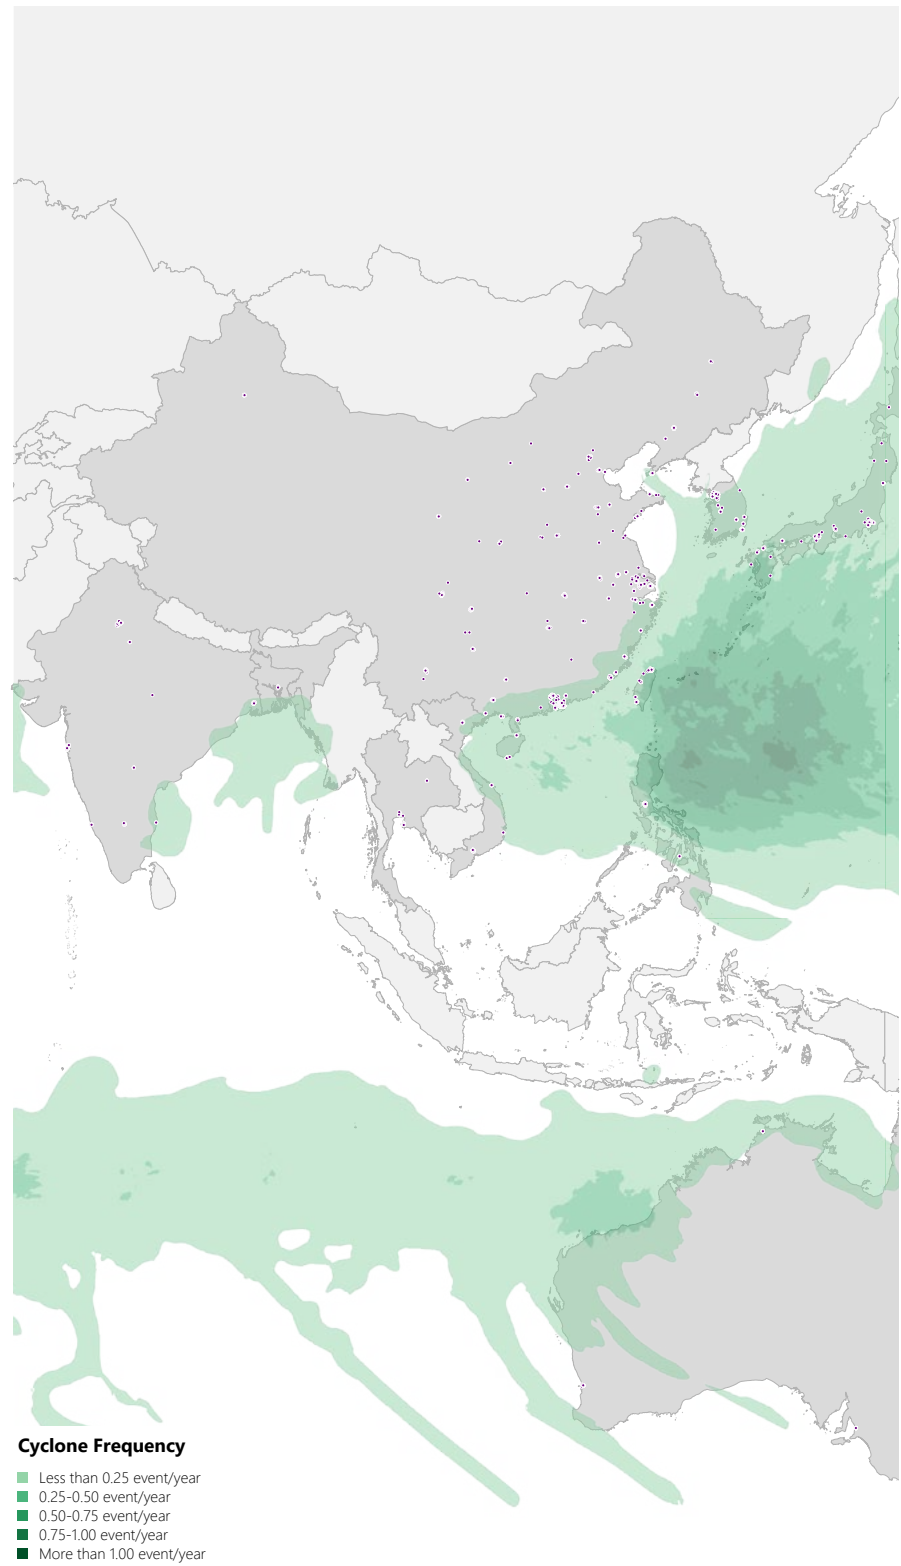 Cyclone Frequency
Less than 0.25 event/year
0.25-0.50 event/year
0.50-0.75 event/year
0.75-1.00 event/year
More than 1.00 event/year